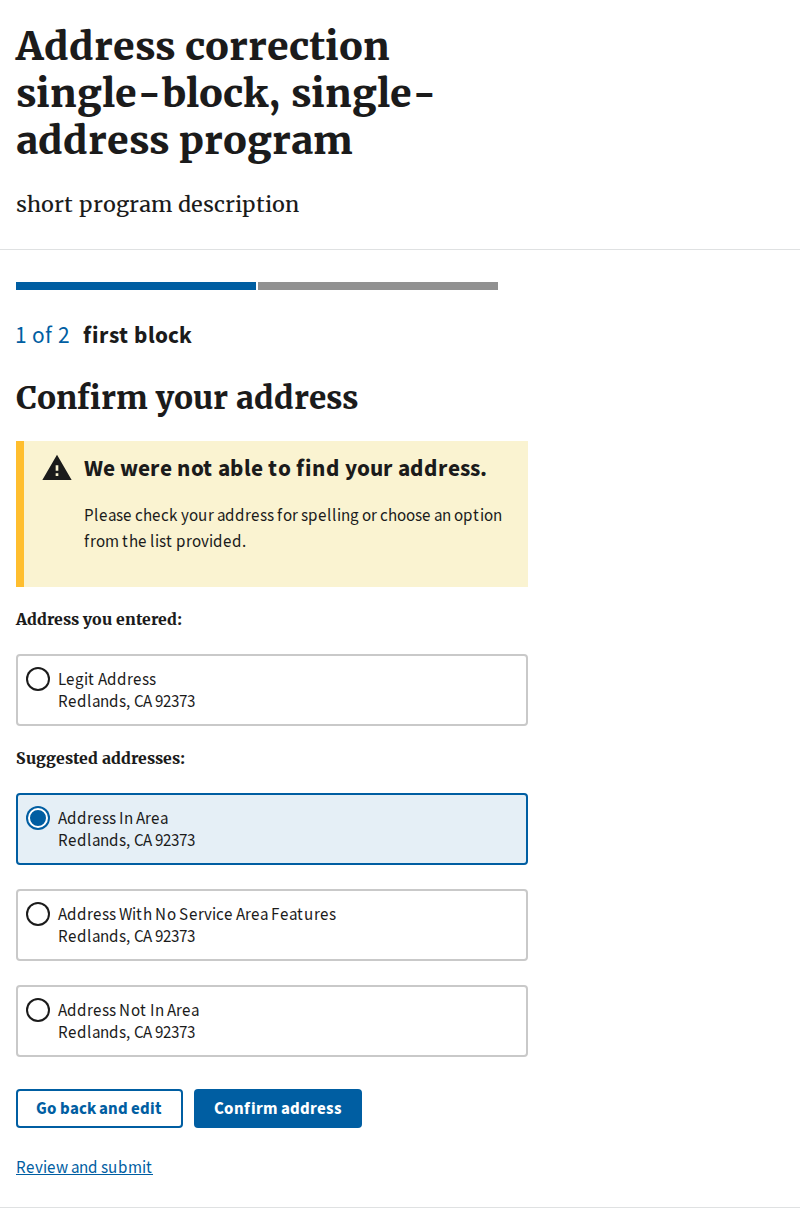 Address correction
single-block, single-
address program
short program description
1 of 2 first block
Confirm your address
We were not able to find your address.
Please check your address for spelling or choose an option
from the list provided.
Address you entered:
Legit Address
Redlands, CA 92373
Suggested addresses:
Address In Area
Redlands, CA 92373
Address With No Service Area Features
Redlands, CA 92373
Address Not In Area
Redlands, CA 92373
Go back and edit Confirm address
Review and submit